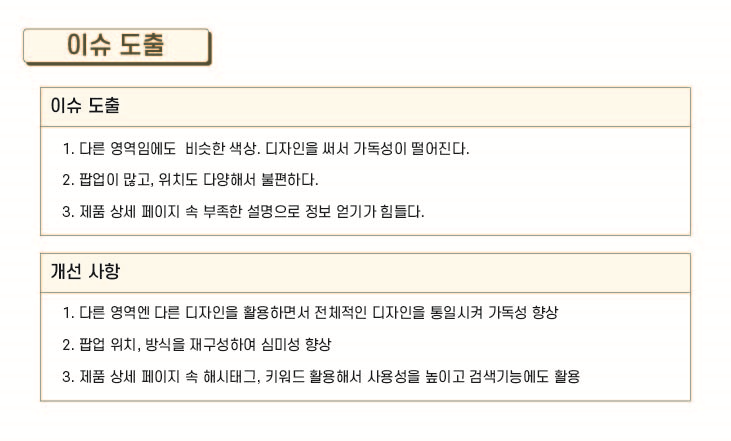 이슈 도출
이슈 도출
1. 다른 영역임에도 비슷한 색상. 디자인을 써서 가독성이 떨어진다.
2. 팝업이 많고, 위치도 다양해서 불편하다.
3. 제품 상세 페이지 속 부족한 설명으로 정보 얻기가 힘들다.
개선 사항
1. 다른 영역엔 다른 디자인을 활용하면서 전체적인 디자인을 통일시켜 가독성 향상
2. 팝업 위치, 방식을 재구성하여 심미성 향상
3. 제품 상세 페이지 속 해시태그, 키워드 활용해서 사용성을 높이고 검색기능에도 활용